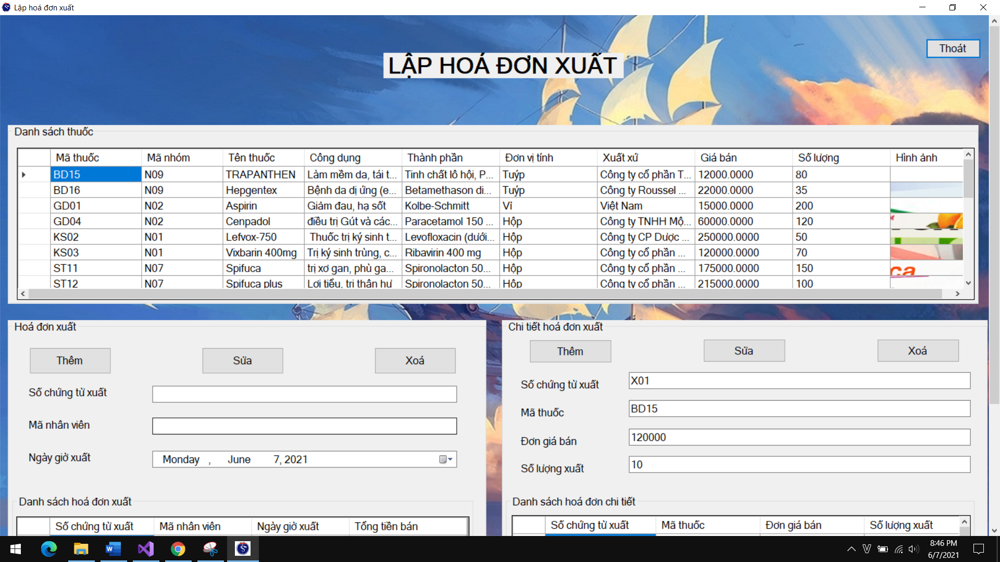 Lập hoá đơn xuất
Thoát
LẬP HOÁ ĐƠN XUẤT
Danh sách thuốc
Mã thuốc Mã nhóm Tên thuốc Công dụng Thành phần Đơn vị tính Xuất xứ Giá bán Số lượng Hình ảnh
BD15 N09 TRAPANTHEN Làm mềm da, tái t... Tinh chất lô hội, P... Tuýp Công ty cổ phần T... 12000.0000 80
BD16 N09 Hepgentex Bệnh da dị ứng (e... Betamethason di... Tuýp Công ty Roussel ... 22000.0000 35
GD01 N02 Aspirin Giảm đau, hạ sốt Kolbe-Schmitt Vỉ Việt Nam 15000.0000 200
GD04 N02 Cenpadol điều trị Gút và các... Paracetamol 150 ... Hộp Công ty TNHH Mộ... 60000.0000 120
KS02 N01 Lefvox-750 Thuốc trị ký sinh t... Levofloxacin (dưới... Hộp Công ty CP Dược ... 250000.0000 50
KS03 N01 Vixbarin 400mg Trị ký sinh trùng, c... Ribavirin 400 mg Hộp Công ty cổ phần ... 120000.0000 70
ST11 N07 Spifuca trị xơ gan, phù ga... Spironolacton 50... Hộp Công ty cổ phần ... 175000.0000 150
ST12 N07 Spifuca plus Lợi tiểu, trị thận hư Spironolacton 50... Hộp Công ty cổ phần ... 215000.0000 100
Hoá đơn xuất
Thêm Sửa Xoá
Số chứng từ xuất
Mã nhân viên
Ngày giờ xuất Monday , June 7, 2021
Danh sách hoá đơn xuất
Số chứng từ xuất Mã nhân viên Ngày giờ xuất Tổng tiền bán
Chi tiết hoá đơn xuất
Thêm Sửa Xoá
Số chứng từ xuất X01
Mã thuốc BD15
Đơn giá bán 120000
Số lượng xuất 10
Danh sách hoá đơn chi tiết
Số chứng từ xuất Mã thuốc Đơn giá bán Số lượng xuất
8:46 PM
6/7/2021